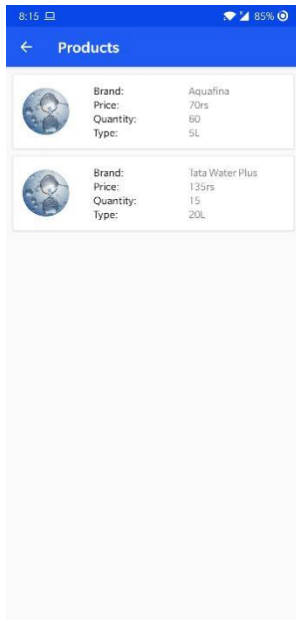 8:15 85%
Products
Brand: Aquafina
Price: 70rs
Quantity: 60
Type: 5L
Brand: Tata Water Plus
Price: 135rs
Quantity: 15
Type: 20L